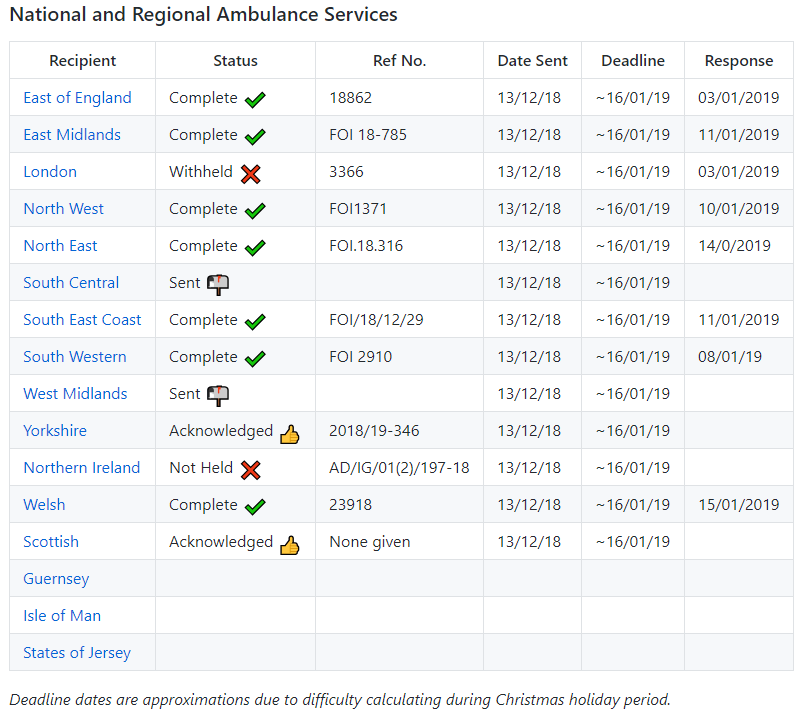 National and Regional Ambulance Services
Recipient Status Ref No. Date Sent Deadline Response
East of England Complete 18862 13/12/18 ~16/01/19 03/01/2019
East Midlands Complete FOI 18-785 13/12/18 ~16/01/19 11/01/2019
London Withheld 3366 13/12/18 ~16/01/19 03/01/2019
North West Complete FOI1371 13/12/18 ~16/01/19 10/01/2019
North East Complete FOI.18.316 13/12/18 ~16/01/19 14/0/2019
South Central Sent 13/12/18 ~16/01/19
South East Coast Complete FOI/18/12/29 13/12/18 ~16/01/19 11/01/2019
South Western Complete FOI 2910 13/12/18 ~16/01/19 08/01/19
West Midlands Sent 13/12/18 ~16/01/19
Yorkshire Acknowledged 2018/19-346 13/12/18 ~16/01/19
Northern Ireland Not Held AD/IG/01(2)/197-18 13/12/18 ~16/01/19
Welsh Complete 23918 13/12/18 ~16/01/19 15/01/2019
Scottish Acknowledged None given 13/12/18 ~16/01/19
Guernsey
Isle of Man
States of Jersey
Deadline dates are approximations due to difficulty calculating during Christmas holiday period.